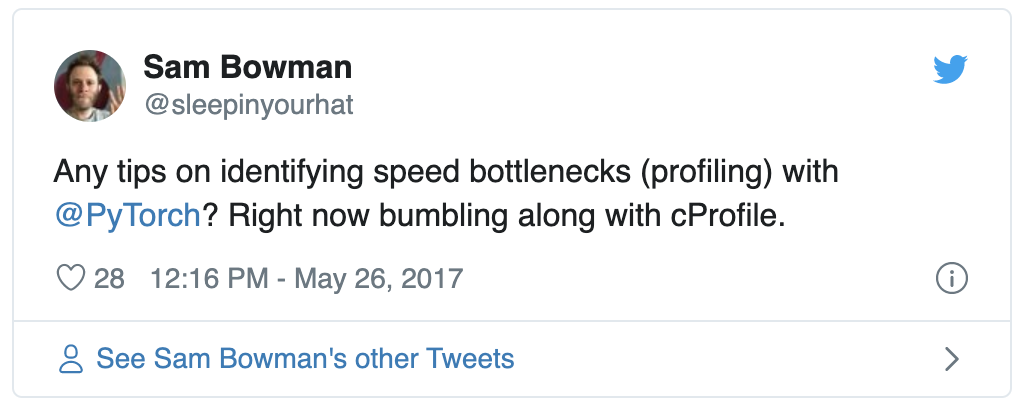 Sam Bowman
@sleepinyourhat
Any tips on identifying speed bottlenecks (profiling) with
@PyTorch? Right now bumbling along with cProfile.
28 12:16 PM - May 26, 2017
See Sam Bowman's other Tweets